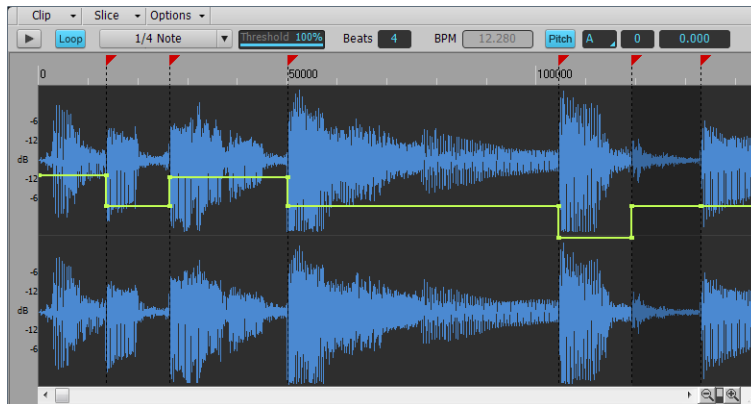 Clip Slice Options
Loop 1/4 Note Threshold 100% Beats 4 BPM 12.280 Pitch A 0 0.000
0 50000 100000
-6
-12
dB
-12
-6
-6
-12
dB
-12
-6